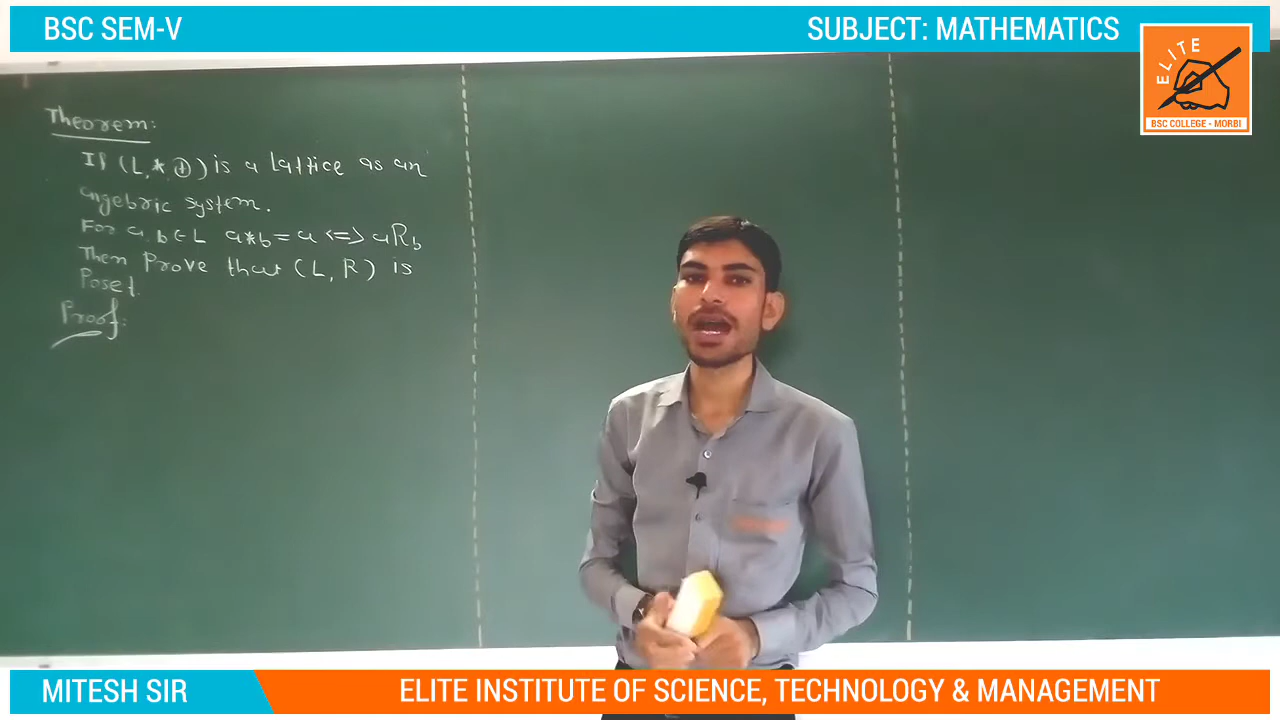 BSC SEM-V
SUBJECT: MATHEMATICS
ELITE
BSC COLLEGE - MORBI
Theorem:
If (L, *, ⊕) is a Lattice as an
algebric system.
For a, b ∈ L a*b = a <=> aRb
Then Prove that (L, R) is
Poset.
Proof:
MITESH SIR
ELITE INSTITUTE OF SCIENCE, TECHNOLOGY & MANAGEMENT